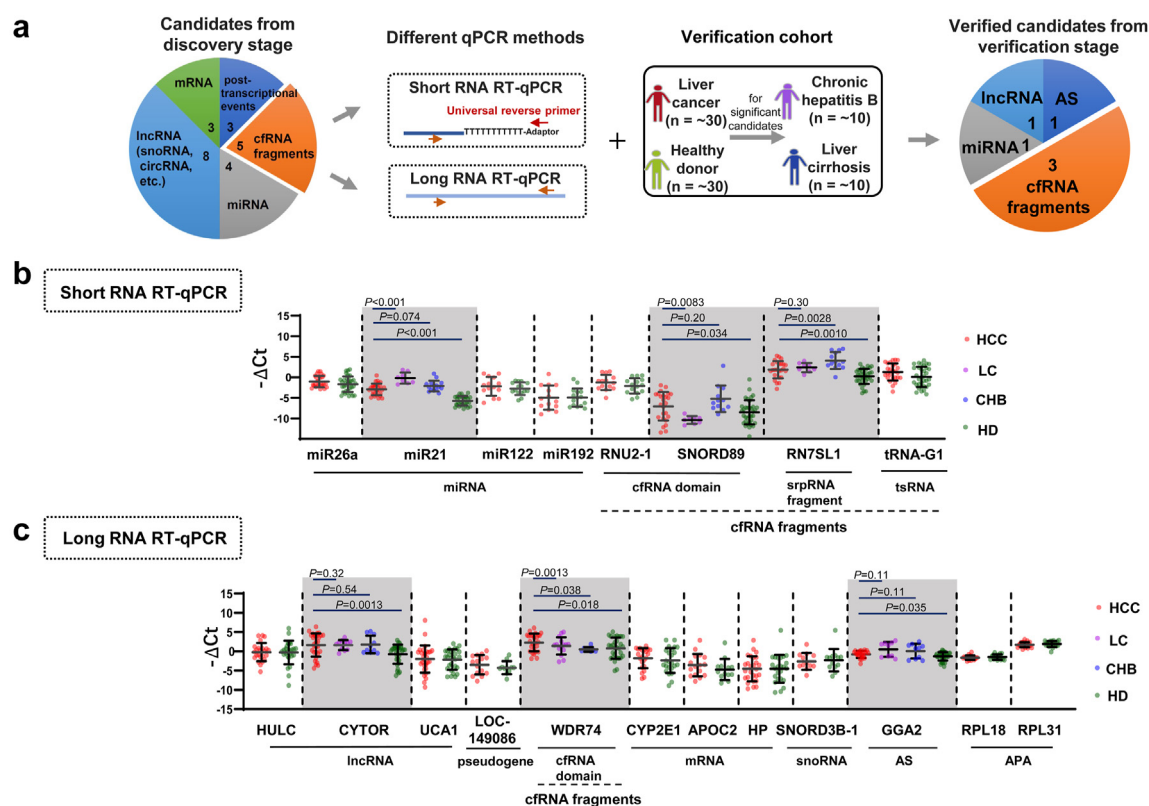 a
Candidates from
discovery stage
mRNA
3
post-
transcriptional
events
3
cfRNA
fragments
5
lncRNA
(snoRNA,
circRNA,
etc.)
8
4
miRNA
Different qPCR methods
Short RNA RT-qPCR
Universal reverse primer
TTTTTTTTTTT-Adaptor
Long RNA RT-qPCR
+
Verification cohort
Liver
cancer
(n = ~30)
Healthy
donor
(n = ~30)
for
significant
candidates
Chronic
hepatitis B
(n = ~10)
Liver
cirrhosis
(n = ~10)
Verified candidates from
verification stage
lncRNA
1
AS
1
miRNA 1
3
cfRNA
fragments
b
Short RNA RT-qPCR
P<0.001
P=0.074
P<0.001
P=0.0083
P=0.20
P=0.034
P=0.30
P=0.0028
P=0.0010
-ΔCt
15
10
5
0
-5
-10
HCC
LC
CHB
HD
miR26a miR21 miR122 miR192 RNU2-1 SNORD89 RN7SL1 tRNA-G1
miRNA
cfRNA domain
srpRNA
fragment
tsRNA
cfRNA fragments
c
Long RNA RT-qPCR
P=0.32
P=0.54
P=0.0013
P=0.0013
P=0.038
P=0.018
P=0.11
P=0.11
P=0.035
-ΔCt
15
10
5
0
-5
-10
-15
HCC
LC
CHB
HD
HULC CYTOR UCA1 LOC-
149086 WDR74 CYP2E1 APOC2 HP SNORD3B-1 GGA2 RPL18 RPL31
lncRNA
pseudogene
cfRNA
domain
mRNA
snoRNA
AS
APA
cfRNA fragments